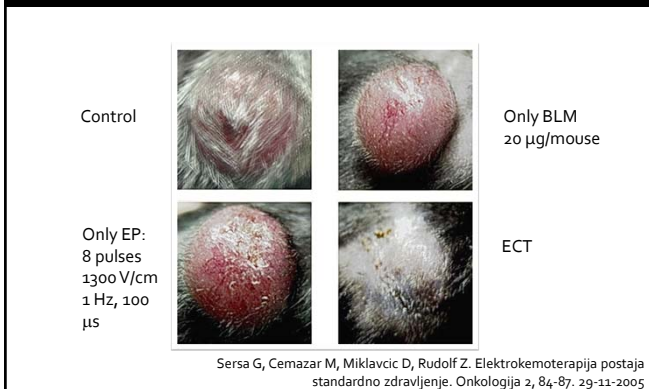 Control
Only BLM
20 µg/mouse
Only EP:
8 pulses
1300 V/cm
1 Hz, 100
µs
ECT
Sersa G, Cemazar M, Miklavcic D, Rudolf Z. Elektrokemoterapija postaja
standardno zdravljenje. Onkologija 2, 84-87. 29-11-2005